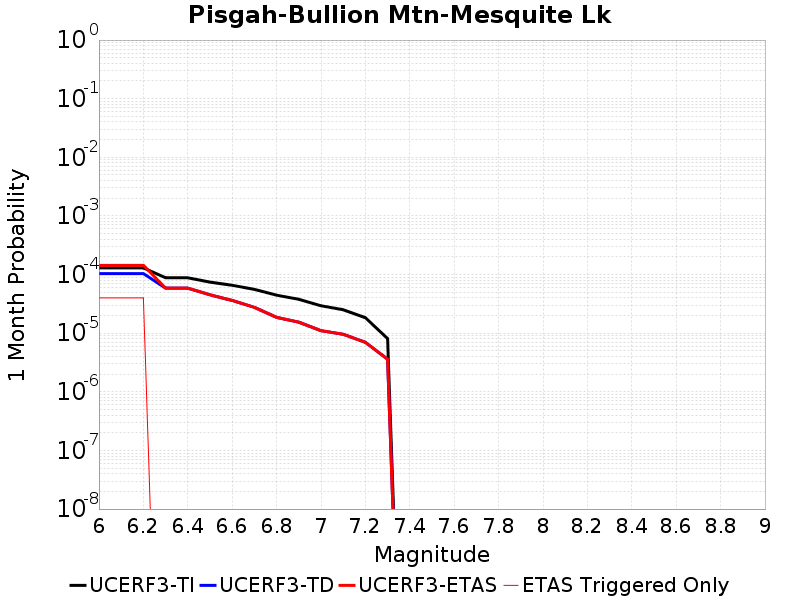 Pisgah-Bullion Mtn-Mesquite Lk
1 Month Probability
10^0
10^-1
10^-2
10^-3
10^-4
10^-5
10^-6
10^-7
10^-8
6 6.2 6.4 6.6 6.8 7 7.2 7.4 7.6 7.8 8 8.2 8.4 8.6 8.8 9
Magnitude
UCERF3-TI UCERF3-TD UCERF3-ETAS ETAS Triggered Only